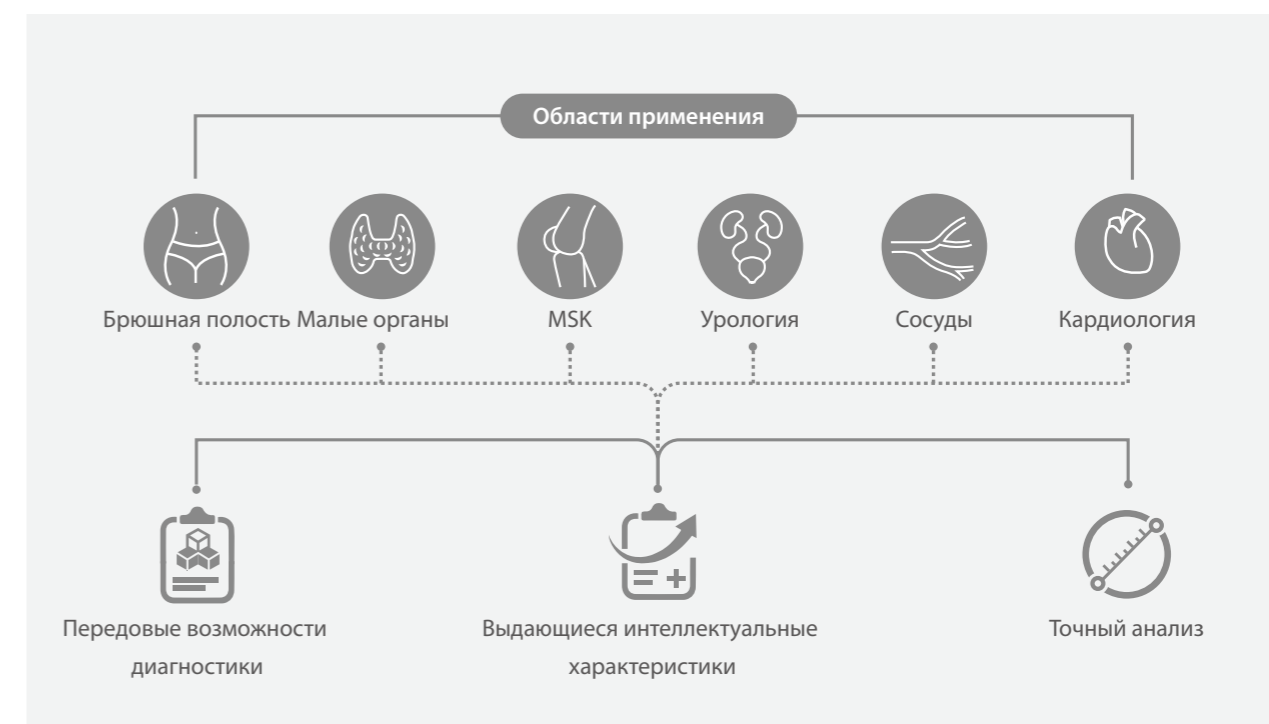 Области применения
Брюшная полость Малые органы MSK Урология Сосуды Кардиология
Передовые возможности
диагностики
Выдающиеся интеллектуальные
характеристики
Точный анализ